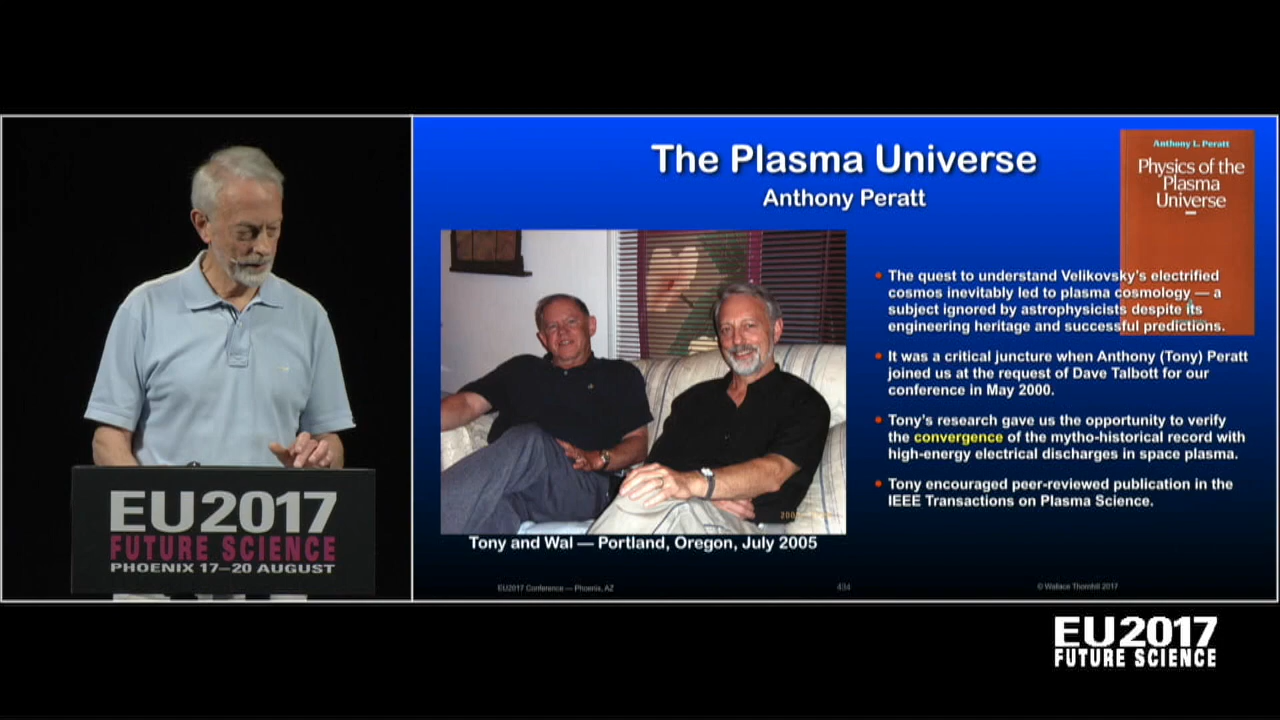 The Plasma Universe
Anthony Peratt
Anthony L. Peratt
Physics of the
Plasma
Universe
• The quest to understand Velikovsky's electrified
cosmos inevitably led to plasma cosmology — a
subject ignored by astrophysicists despite its
engineering heritage and successful predictions.
• It was a critical juncture when Anthony (Tony) Peratt
joined us at the request of Dave Talbott for our
conference in May 2000.
• Tony's research gave us the opportunity to verify
the convergence of the mytho-historical record with
high-energy electrical discharges in space plasma.
• Tony encouraged peer-reviewed publication in the
IEEE Transactions on Plasma Science.
Tony and Wal — Portland, Oregon, July 2005
EU2017 Conference — Phoenix, AZ
434
© Wallace Thornhill 2017
EU2017
FUTURE SCIENCE
PHOENIX 17–20 AUGUST
EU2017
FUTURE SCIENCE